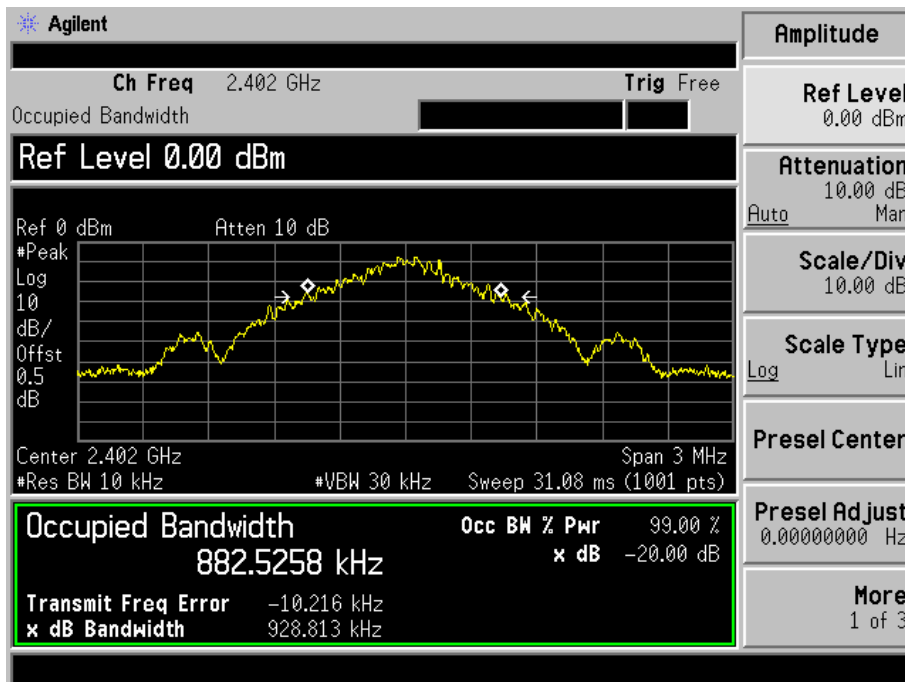 Agilent
Ch Freq 2.402 GHz Trig Free
Occupied Bandwidth
Ref Level 0.00 dBm
Ref 0 dBm Atten 10 dB
#Peak
Log
10
dB/
Offst
0.5
dB
Center 2.402 GHz Span 3 MHz
#Res BW 10 kHz #VBW 30 kHz Sweep 31.08 ms (1001 pts)
Occupied Bandwidth Occ BW % Pwr 99.00 %
882.5258 kHz x dB -20.00 dB
Transmit Freq Error -10.216 kHz
x dB Bandwidth 928.813 kHz
Amplitude
Ref Level
0.00 dBm
Attenuation
10.00 dB
Auto Man
Scale/Div
10.00 dB
Scale Type
Log Lin
Presel Center
Presel Adjust
0.00000000 Hz
More
1 of 3